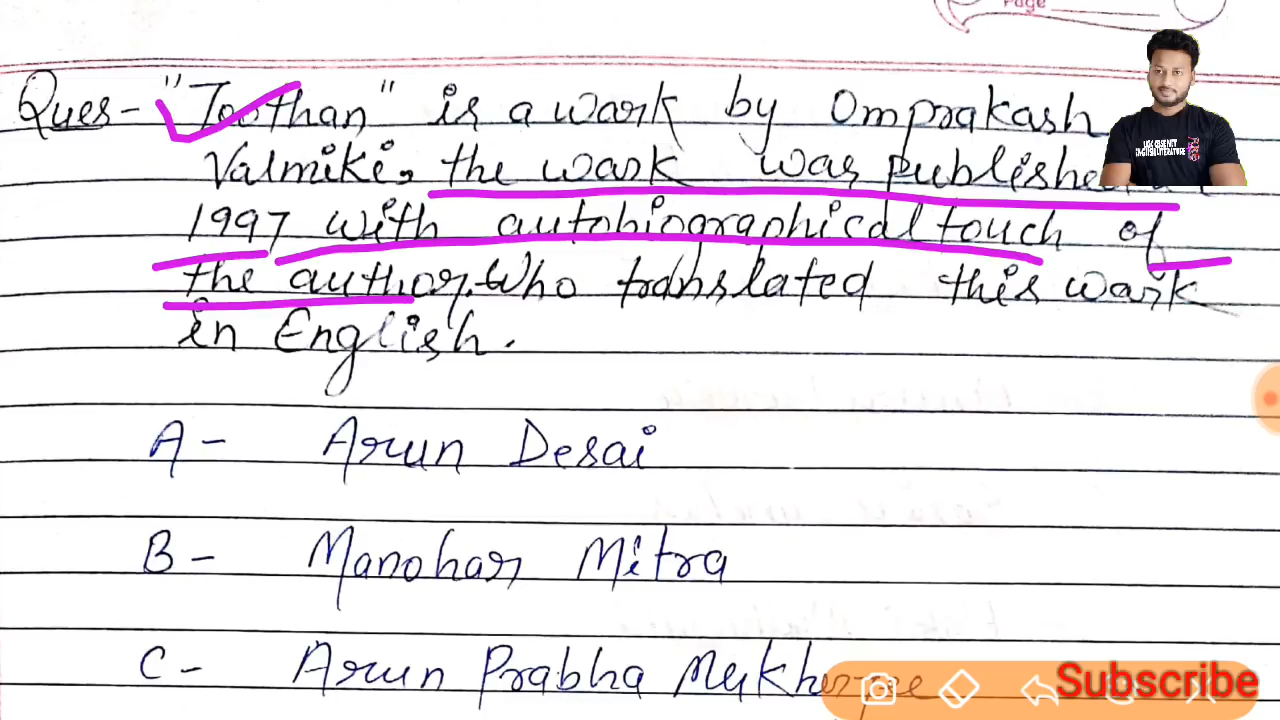 Page
Ques- "Joothan" is a work by Omprakash
Valmiki, the work was published
1997 with autobiographical touch of
the author. Who translated this work
in English.
A- Arun Desai
B- Manohar Mitra
C- Arun Prabha Mukherjee
Subscribe